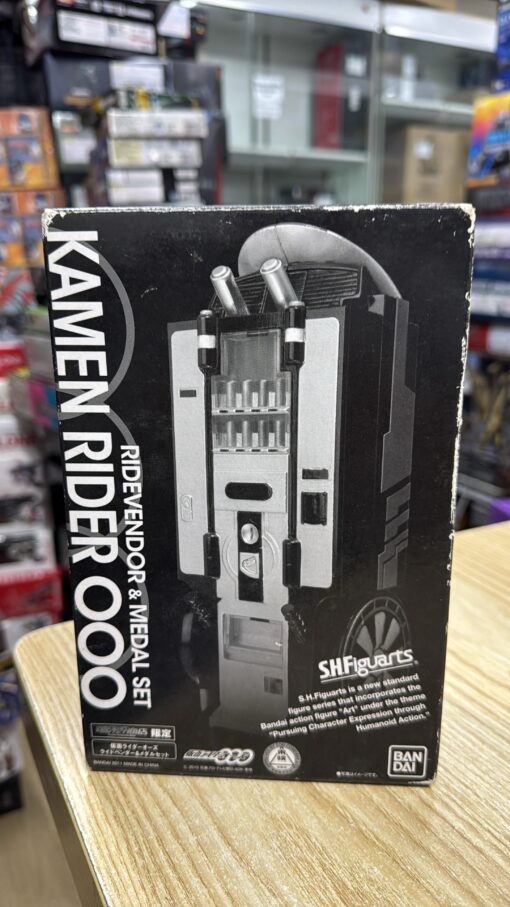 KAMEN RIDER OOO
RIDEVENDOR & MEDAL SET
S.H.Figuarts
S.H.Figuarts is a new standard
figure series that incorporates the
Bandai action figure "Art" under the theme
"Pursuing Character Expression through
Humanoid Action."
限定
仮面ライダーオーズ
ライドベンダー&メダルセット
BANDAI 2011 MADE IN CHINA
BAN
DAI